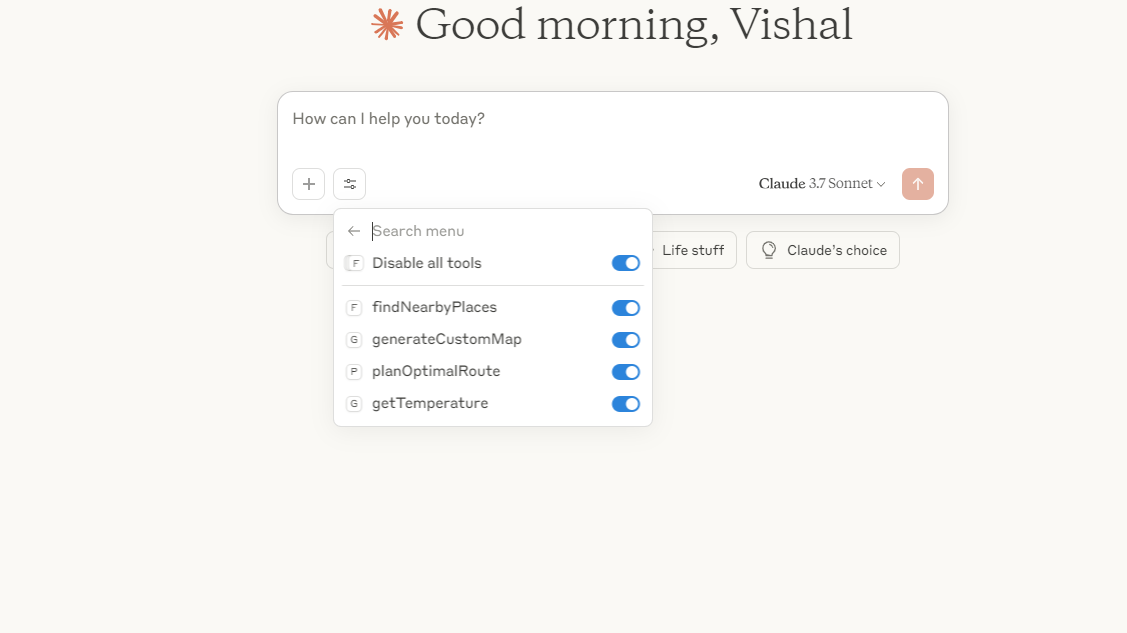 Good morning, Vishal
How can I help you today?
Claude 3.7 Sonnet
Search menu
F Disable all tools
F findNearbyPlaces
G generateCustomMap
P planOptimalRoute
G getTemperature
Life stuff
Claude's choice